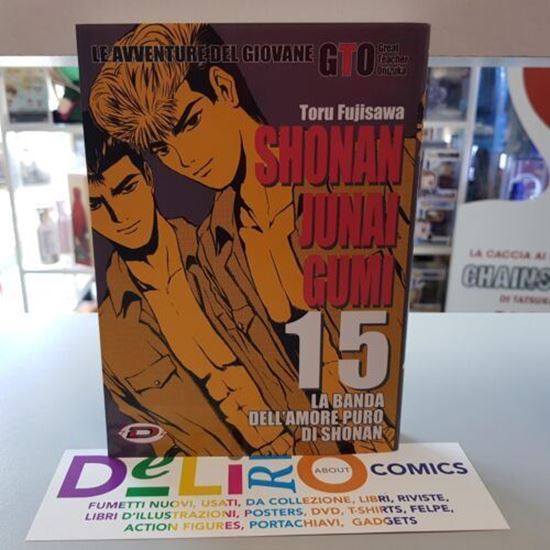 LE AVVENTURE DEL GIOVANE GTO Great
Teacher
Onizuka
Toru Fujisawa
SHONAN
JUNAI
GUMI
15
LA BANDA
DELL'AMORE PURO
DI SHONAN
D
LA CACCIA AI
CHAINS
DI TATSU
DeLIRIO ABOUT COMICS
FUMETTI NUOVI, USATI, DA COLLEZIONE, LIBRI, RIVISTE,
LIBRI D'ILLUSTRAZIONI, POSTERS, DVD, T-SHIRTS, FELPE,
ACTION FIGURES, PORTACHIAVI, GADGETS